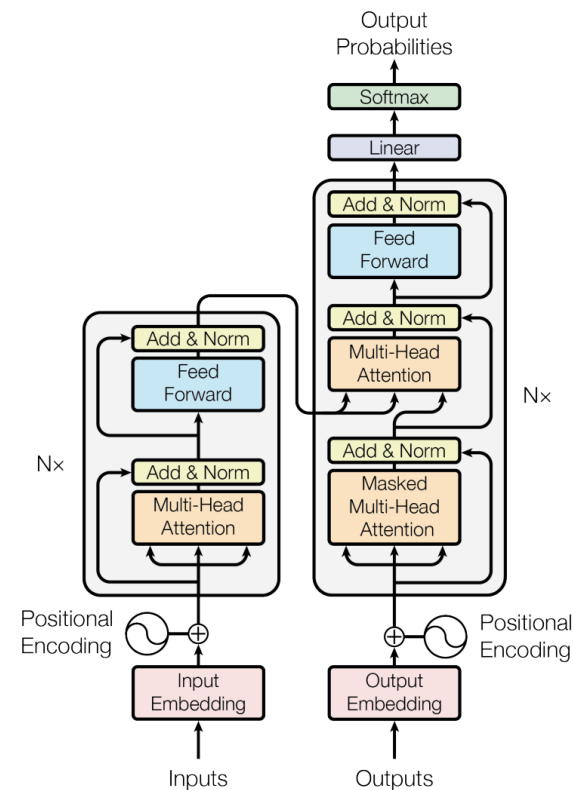 Output
Probabilities
Softmax
Linear
Add & Norm
Feed
Forward
Add & Norm
Multi-Head
Attention
Add & Norm
Masked
Multi-Head
Attention
N×
Add & Norm
Feed
Forward
Add & Norm
Multi-Head
Attention
N×
Positional
Encoding
Positional
Encoding
Input
Embedding
Output
Embedding
Inputs
Outputs